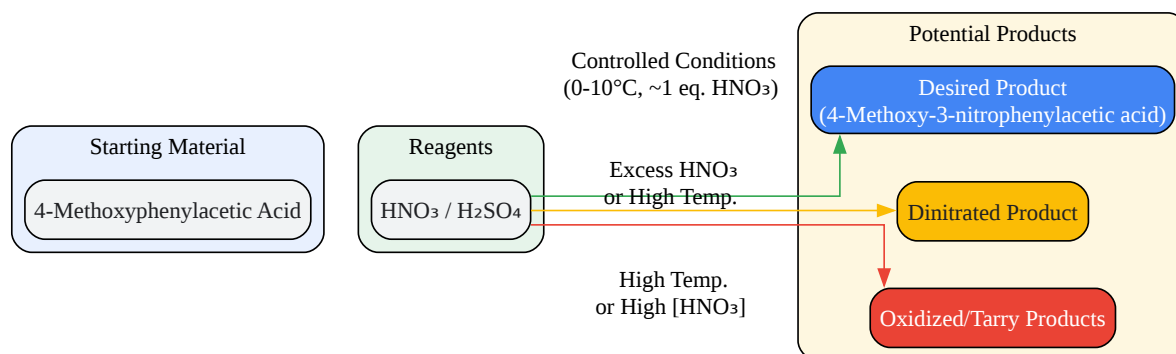 Potential Products
Controlled Conditions
(0-10°C, ~1 eq. HNO₃)
Desired Product
(4-Methoxy-3-nitrophenylacetic acid)
Starting Material
Reagents
Excess HNO₃
or High Temp.
4-Methoxyphenylacetic Acid
HNO₃ / H₂SO₄
Dinitrated Product
High Temp.
or High [HNO₃]
Oxidized/Tarry Products